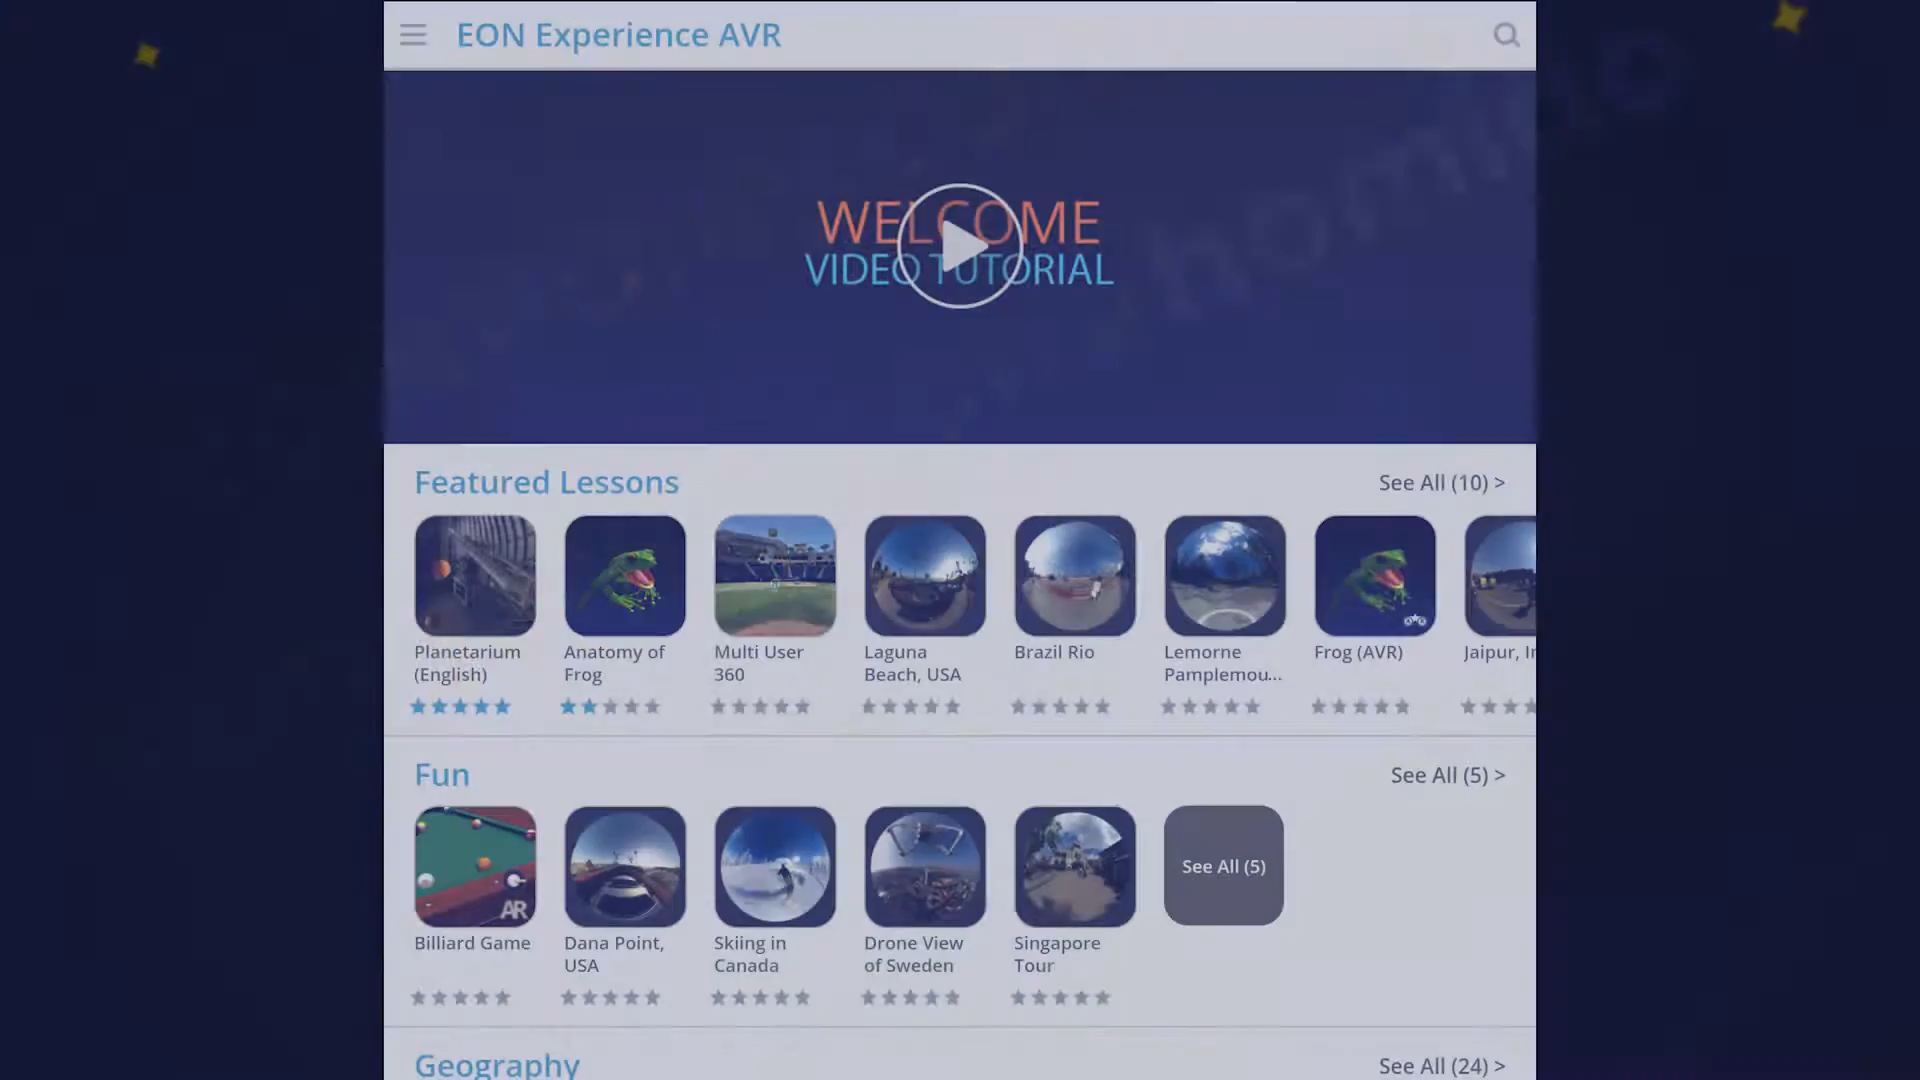 EON Experience AVR
WELCOME
VIDEO TUTORIAL
Featured Lessons
See All (10) >
Planetarium
(English)
Anatomy of
Frog
Multi User
360
Laguna
Beach, USA
Brazil Rio
Lemorne
Pamplemou...
Frog (AVR)
Jaipur, In
Fun
See All (5) >
AR
See All (5)
Billiard Game
Dana Point,
USA
Skiing in
Canada
Drone View
of Sweden
Singapore
Tour
Geography
See All (24) >